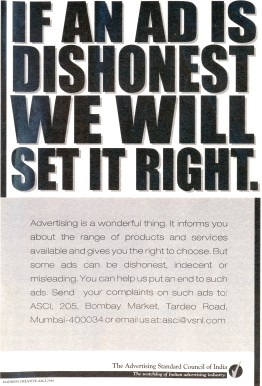 IF AN AD IS
DISHONEST
WE WILL
SET IT RIGHT.
Advertising is a wonderful thing. It informs you
about the range of products and services
available and gives you the right to choose. But
some ads can be dishonest, indecent or
misleading. You can help us put an end to such
ads. Send your complaints on such ads to:
ASCI, 205, Bombay Market, Tardeo Road,
Mumbai-400034 or email us at: asci@vsnl.com
The Advertising Standard Council of India
The watchdog of Indian advertising industry.